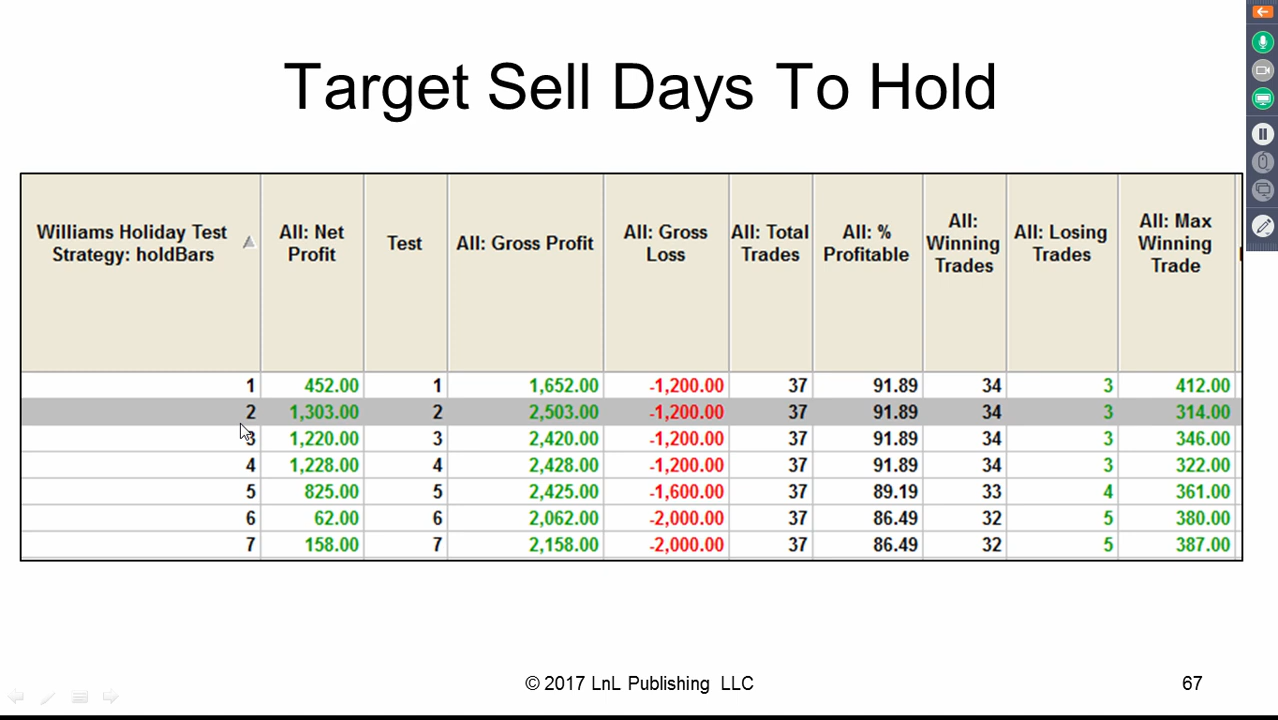 Target Sell Days To Hold
Williams Holiday Test
Strategy: holdBars
All: Net
Profit
Test
All: Gross Profit
All: Gross
Loss
All: Total
Trades
All: %
Profitable
All:
Winning
Trades
All: Losing
Trades
All: Max
Winning
Trade
1 452.00 1 1,652.00 -1,200.00 37 91.89 34 3 412.00
2 1,303.00 2 2,503.00 -1,200.00 37 91.89 34 3 314.00
3 1,220.00 3 2,420.00 -1,200.00 37 91.89 34 3 346.00
4 1,228.00 4 2,428.00 -1,200.00 37 91.89 34 3 322.00
5 825.00 5 2,425.00 -1,600.00 37 89.19 33 4 361.00
6 62.00 6 2,062.00 -2,000.00 37 86.49 32 5 380.00
7 158.00 7 2,158.00 -2,000.00 37 86.49 32 5 387.00
© 2017 LnL Publishing LLC
67